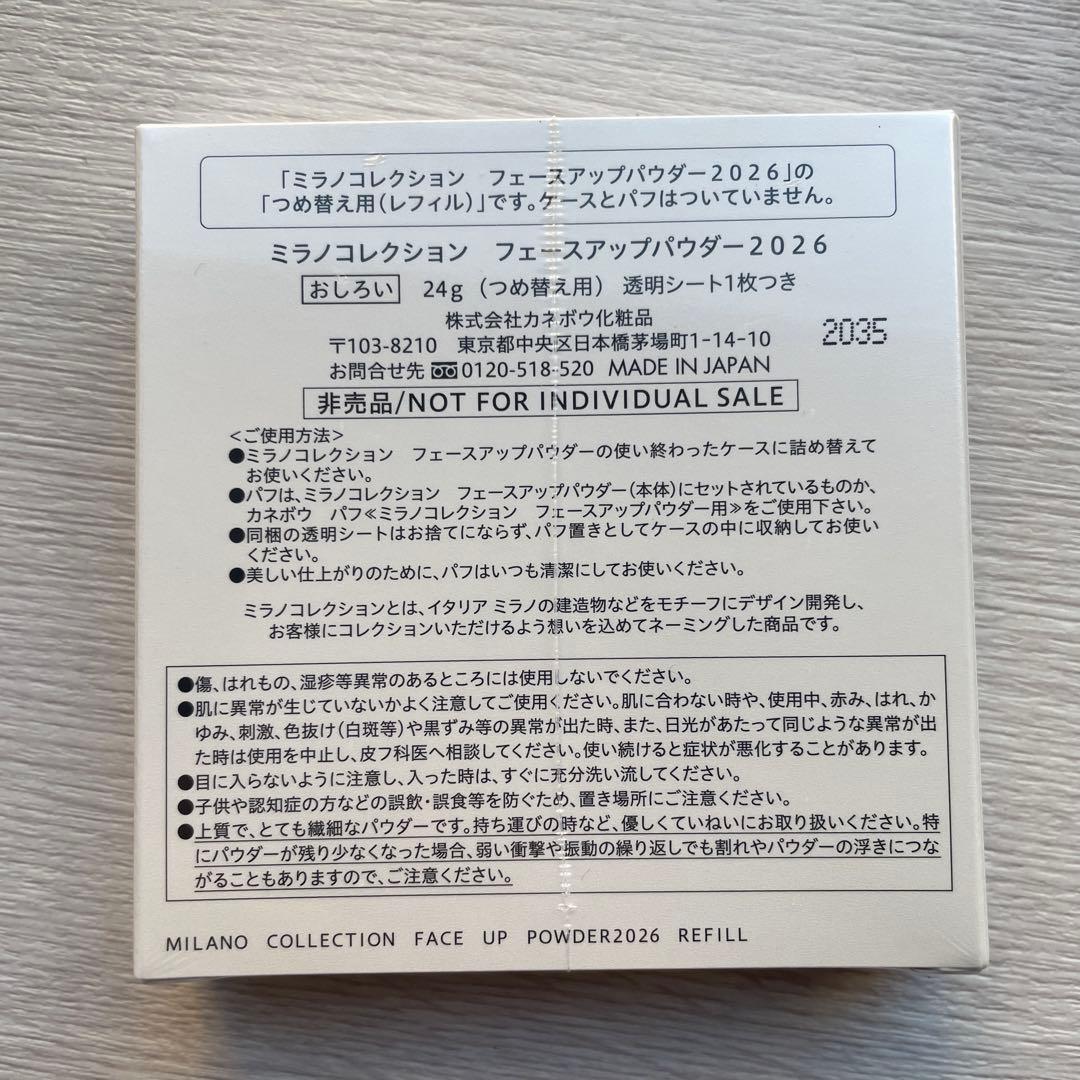 「ミラノコレクション　フェースアップパウダー2026」の
「つめ替え用(レフィル)」です。ケースとパフはついていません。
ミラノコレクション　フェースアップパウダー2026
おしろい　24g（つめ替え用）　透明シート1枚つき
株式会社カネボウ化粧品
〒103-8210　東京都中央区日本橋茅場町1-14-10
2035
お問合せ先 0120-518-520　MADE IN JAPAN
非売品/NOT FOR INDIVIDUAL SALE
<ご使用方法>
●ミラノコレクション　フェースアップパウダーの使い終わったケースに詰め替えて
お使いください。
●パフは、ミラノコレクション　フェースアップパウダー(本体)にセットされているものか、
カネボウ　パフ≪ミラノコレクション　フェースアップパウダー用≫をご使用下さい。
●同梱の透明シートはお捨てにならず、パフ置きとしてケースの中に収納してお使い
ください。
●美しい仕上がりのために、パフはいつも清潔にしてお使いください。
ミラノコレクションとは、イタリア ミラノの建造物などをモチーフにデザイン開発し、
お客様にコレクションいただけるよう想いを込めてネーミングした商品です。
●傷、はれもの、湿疹等異常のあるところには使用しないでください。
●肌に異常が生じていないかよく注意してご使用ください。肌に合わない時や、使用中、赤み、はれ、か
ゆみ、刺激、色抜け(白斑等)や黒ずみ等の異常が出た時、また、日光があたって同じような異常が出
た時は使用を中止し、皮フ科医へ相談してください。使い続けると症状が悪化することがあります。
●目に入らないように注意し、入った時は、すぐに充分洗い流してください。
●子供や認知症の方などの誤飲・誤食等を防ぐため、置き場所にご注意ください。
●上質で、とても繊細なパウダーです。持ち運びの時など、優しくていねいにお取り扱いください。特
にパウダーが残り少なくなった場合、弱い衝撃や振動の繰り返しでも割れやパウダーの浮きにつな
がることもありますので、ご注意ください。
MILANO COLLECTION FACE UP POWDER2026 REFILL